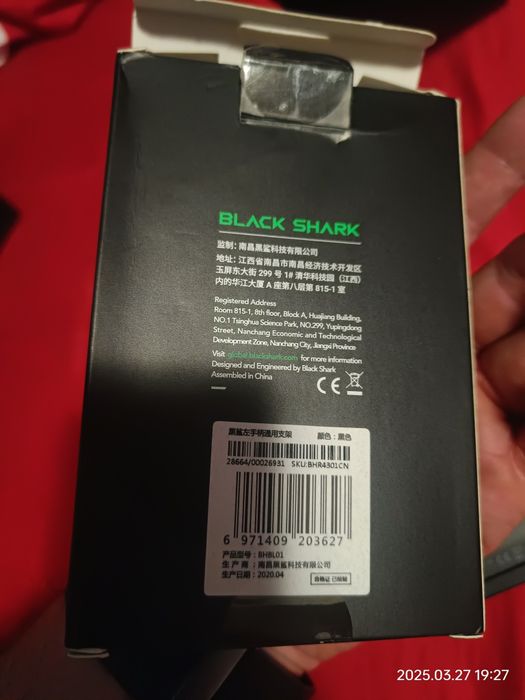 BLACK SHARK
监制：南昌黑鲨科技有限公司
地址：江西省南昌市南昌经济技术开发区
玉屏东大街 299 号 1# 清华科技园（江西）
内的华江大厦 A 座第八层第 815-1 室
Registered Address
Room 815-1, 8th floor, Block A, Huajiang Building,
NO.1 Tsinghua Science Park, NO.299, Yupingdong
Street, Nanchang Economic and Technological
Development Zone, Nanchang City, Jiangxi Province
Visit global.blackshark.com for more information
Designed and Engineered by Black Shark
Assembled in China
CE
黑鲨左手柄通用支架 颜色：黑色
28664/00026931 SKU:BHR4301CN
6 971409 203627
产品型号：BHBL01
生 产 商：南昌黑鲨科技有限公司
生产日期：2020.04
合格证 已检验
2025.03.27 19:27